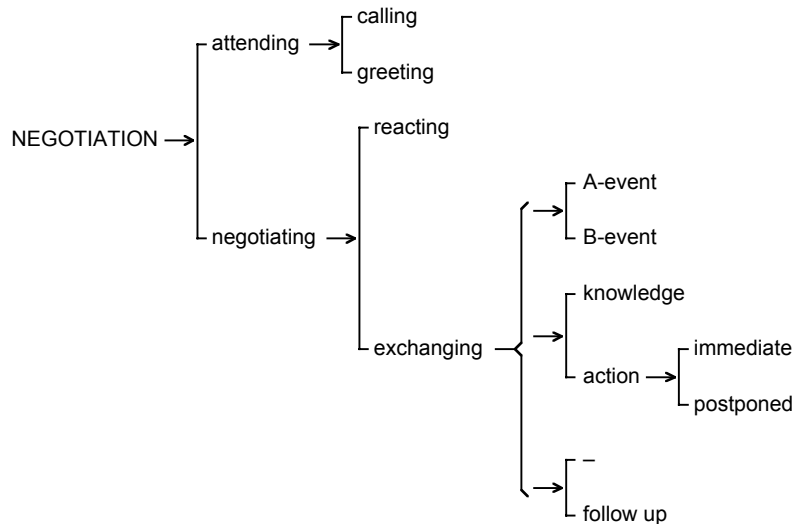 calling
attending
greeting
reacting
NEGOTIATION
A-event
negotiating
B-event
knowledge
exchanging
immediate
action
postponed
–
follow up